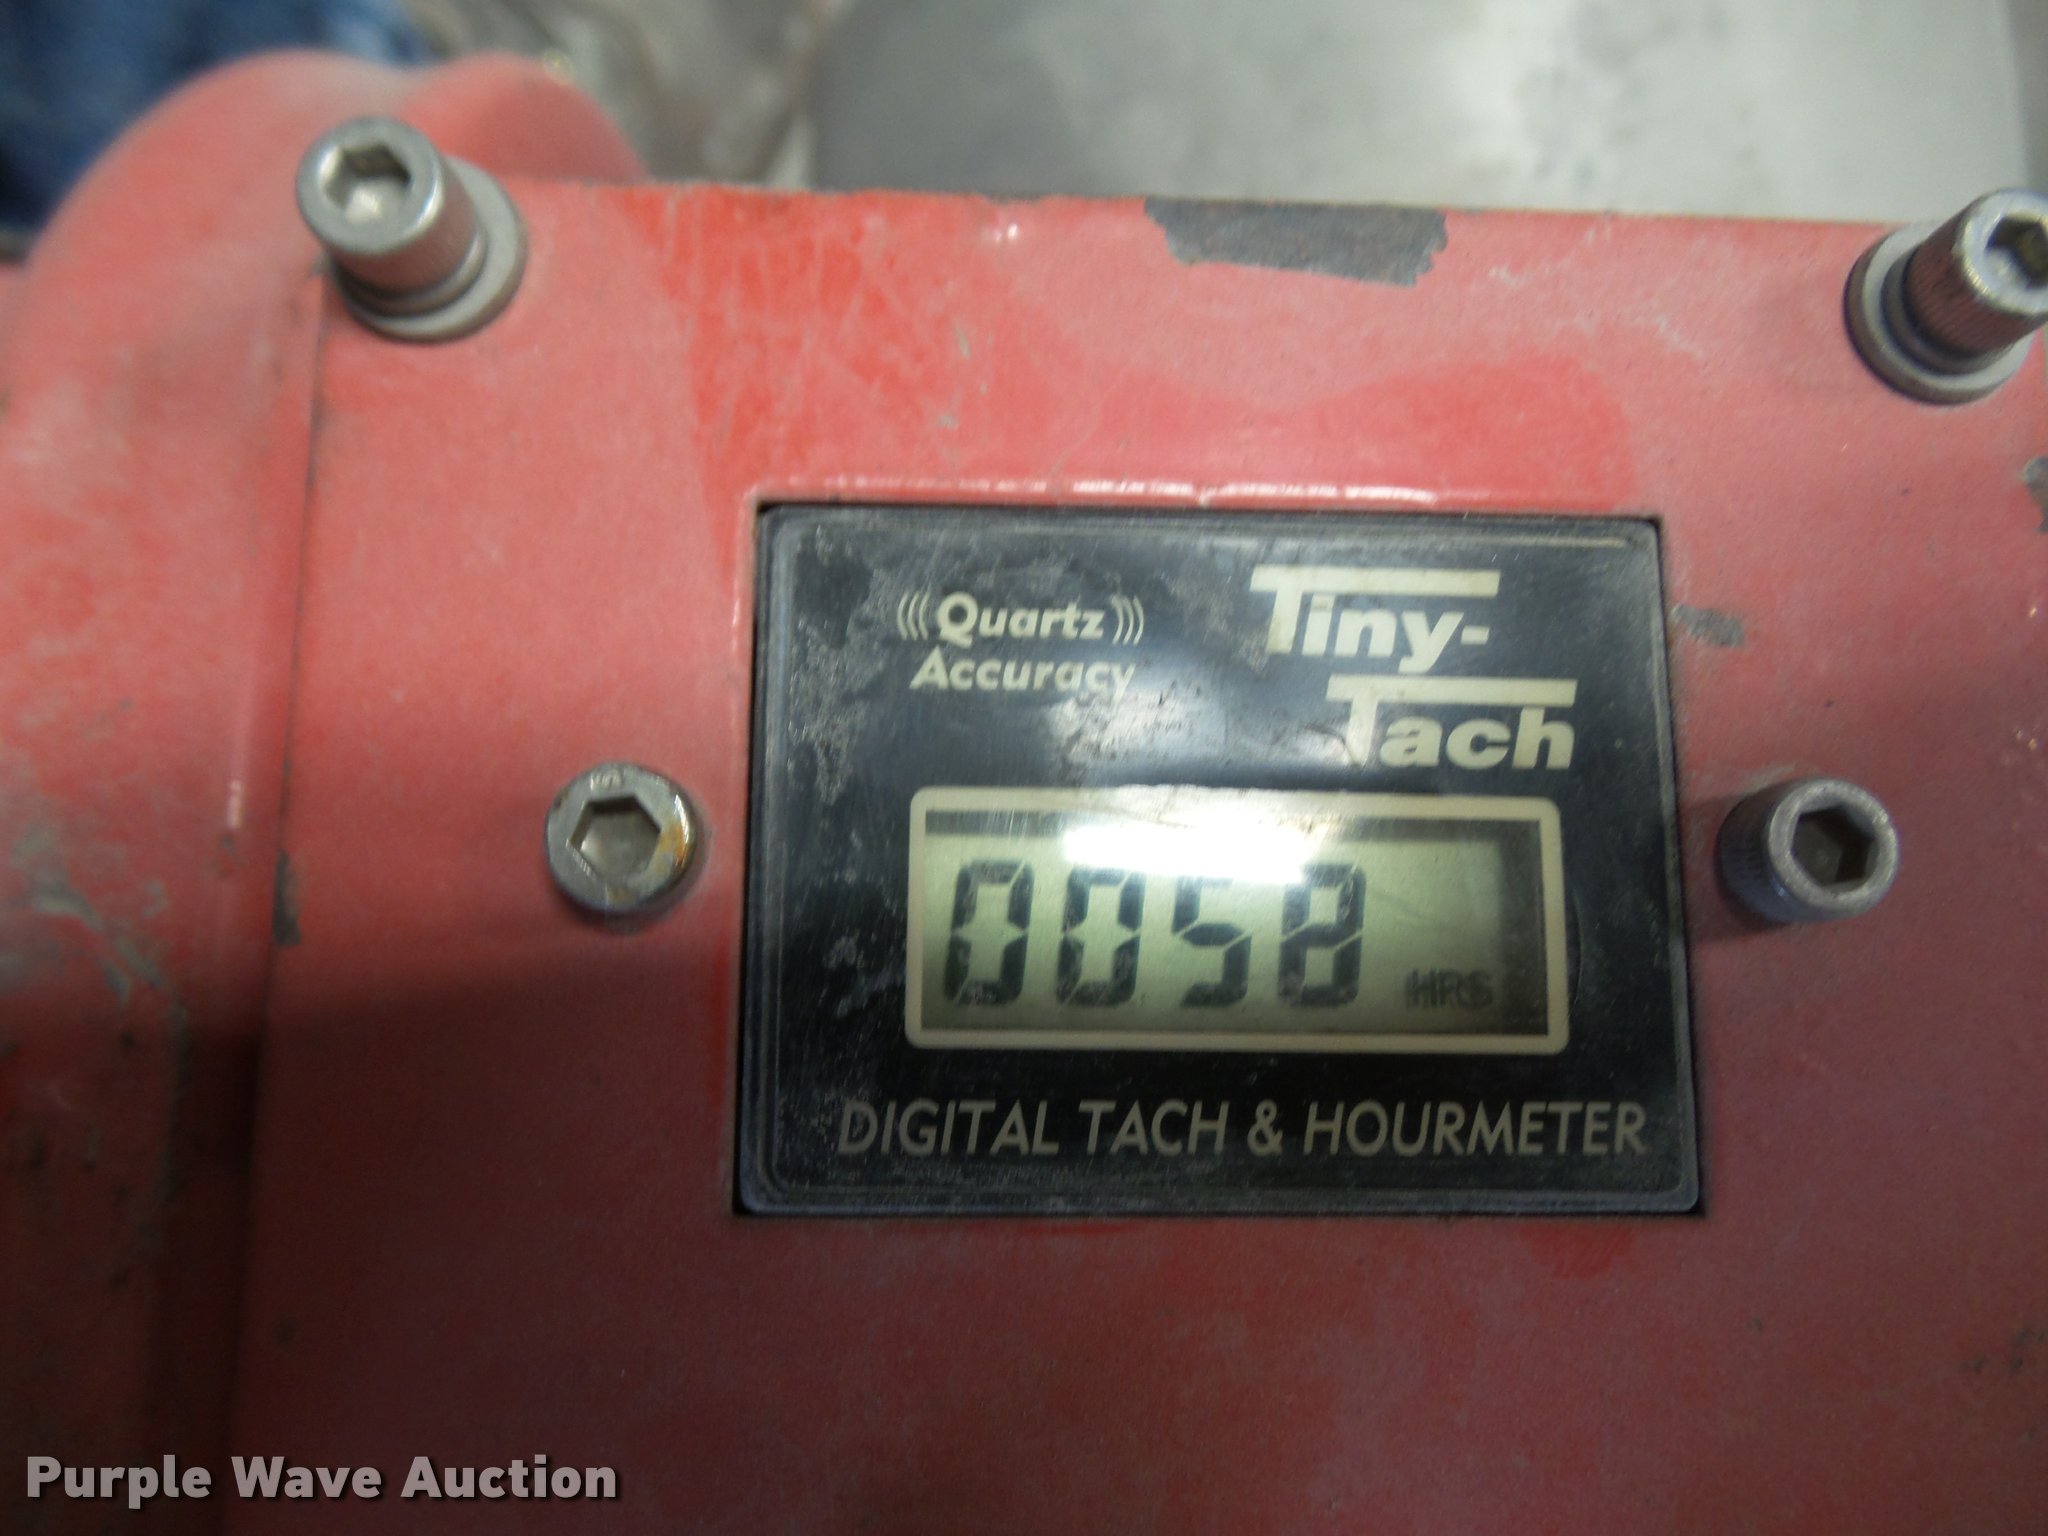 Quartz
Accuracy
Tiny-
Tach
0058 HRS
DIGITAL TACH & HOURMETER
Purple Wave Auction